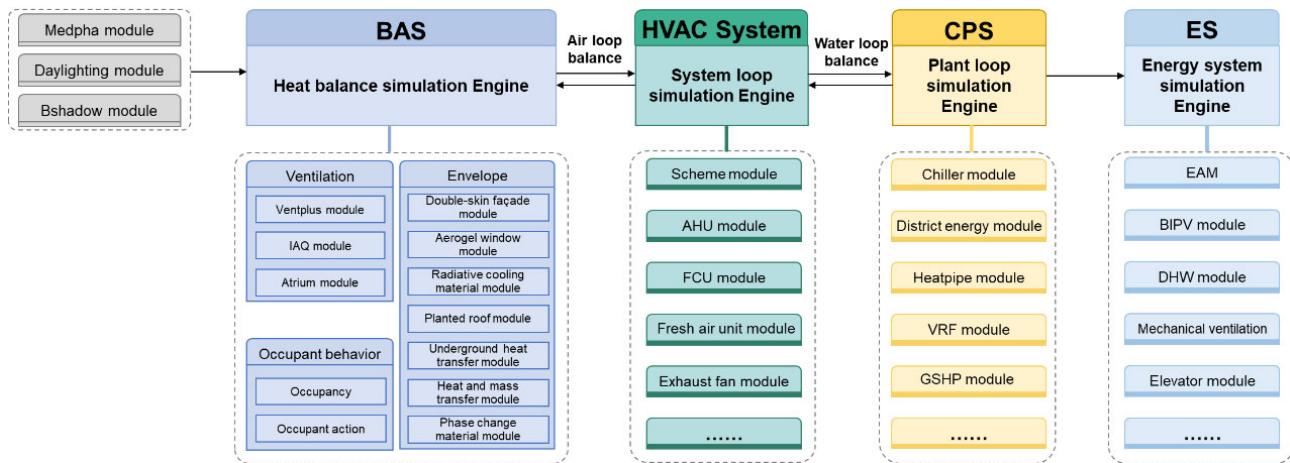 Medpha module
Daylighting module
Bshadow module
BAS
Heat balance simulation Engine
Air loop
balance
HVAC System
System loop
simulation Engine
Water loop
balance
CPS
Plant loop
simulation
Engine
ES
Energy system
simulation
Engine
Ventilation
Ventplus module
IAQ module
Atrium module
Occupant behavior
Occupancy
Occupant action
Envelope
Double-skin façade
module
Aerogel window
module
Radiative cooling
material module
Planted roof module
Underground heat
transfer module
Heat and mass
transfer module
Phase change
material module
Scheme module
AHU module
FCU module
Fresh air unit module
Exhaust fan module
......
Chiller module
District energy module
Heatpipe module
VRF module
GSHP module
......
EAM
BIPV module
DHW module
Mechanical ventilation
Elevator module
......